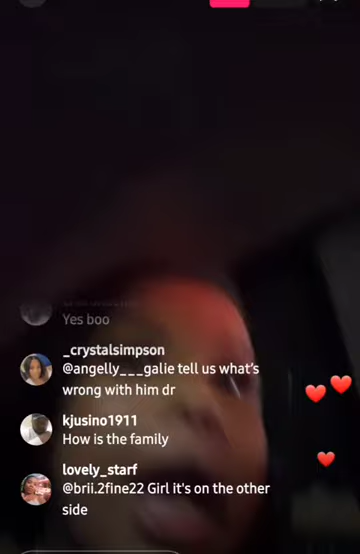 Yes boo
_crystalsimpson
@angelly___galie tell us what's
wrong with him dr
kjusino1911
How is the family
lovely_starf
@brii.2fine22 Girl it's on the other
side